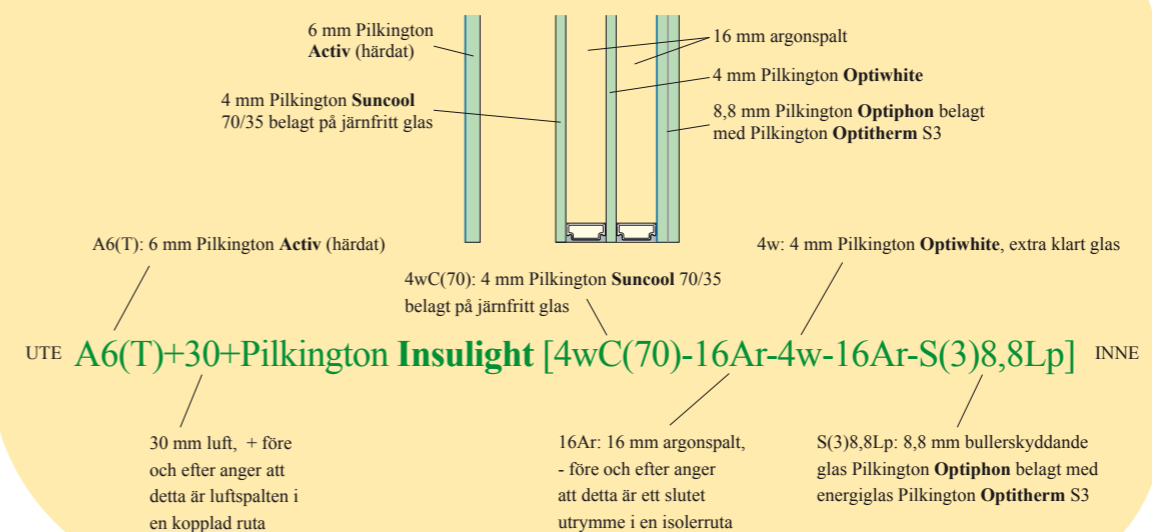 6 mm Pilkington
Activ (härdat)
4 mm Pilkington Suncool
70/35 belagt på järnfritt glas
16 mm argonspalt
4 mm Pilkington Optiwhite
8,8 mm Pilkington Optiphon belagt
med Pilkington Optitherm S3
A6(T): 6 mm Pilkington Activ (härdat)
4w: 4 mm Pilkington Optiwhite, extra klart glas
4wC(70): 4 mm Pilkington Suncool 70/35
belagt på järnfritt glas
UTE A6(T)+30+Pilkington Insulight [4wC(70)-16Ar-4w-16Ar-S(3)8,8Lp] INNE
30 mm luft, + före
och efter anger att
detta är luftspalten i
en kopplad ruta
16Ar: 16 mm argonspalt,
- före och efter anger
att detta är ett slutet
utrymme i en isolerruta
S(3)8,8Lp: 8,8 mm bullerskyddande
glas Pilkington Optiphon belagt med
energiglas Pilkington Optitherm S3